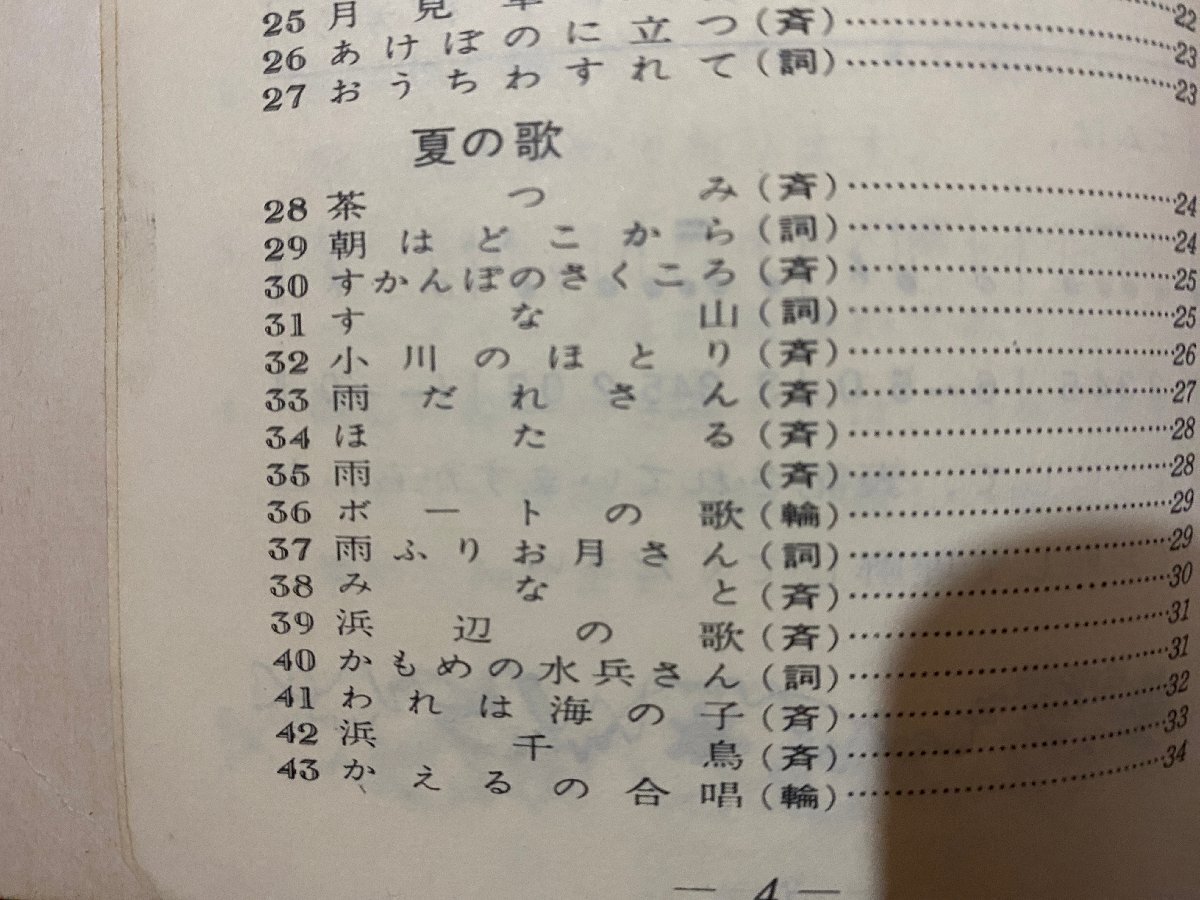 25 月見草……22
26 あけぼのに立つ(斉)……23
27 おうちわすれて(詞)……23
夏の歌
28 茶つみ(斉)……24
29 朝はどこから(詞)……24
30 すかんぽのさくころ(斉)……25
31 すな山(詞)……25
32 小川のほとり(斉)……26
33 雨だれさん(斉)……27
34 ほたる(斉)……28
35 雨(斉)……28
36 ボートの歌(輪)……29
37 雨ふりお月さん(詞)……29
38 みなと(斉)……30
39 浜辺の歌(斉)……31
40 かもめの水兵さん(詞)……31
41 われは海の子(斉)……32
42 浜千鳥(斉)……33
43 かえるの合唱(輪)……34
— 4 —